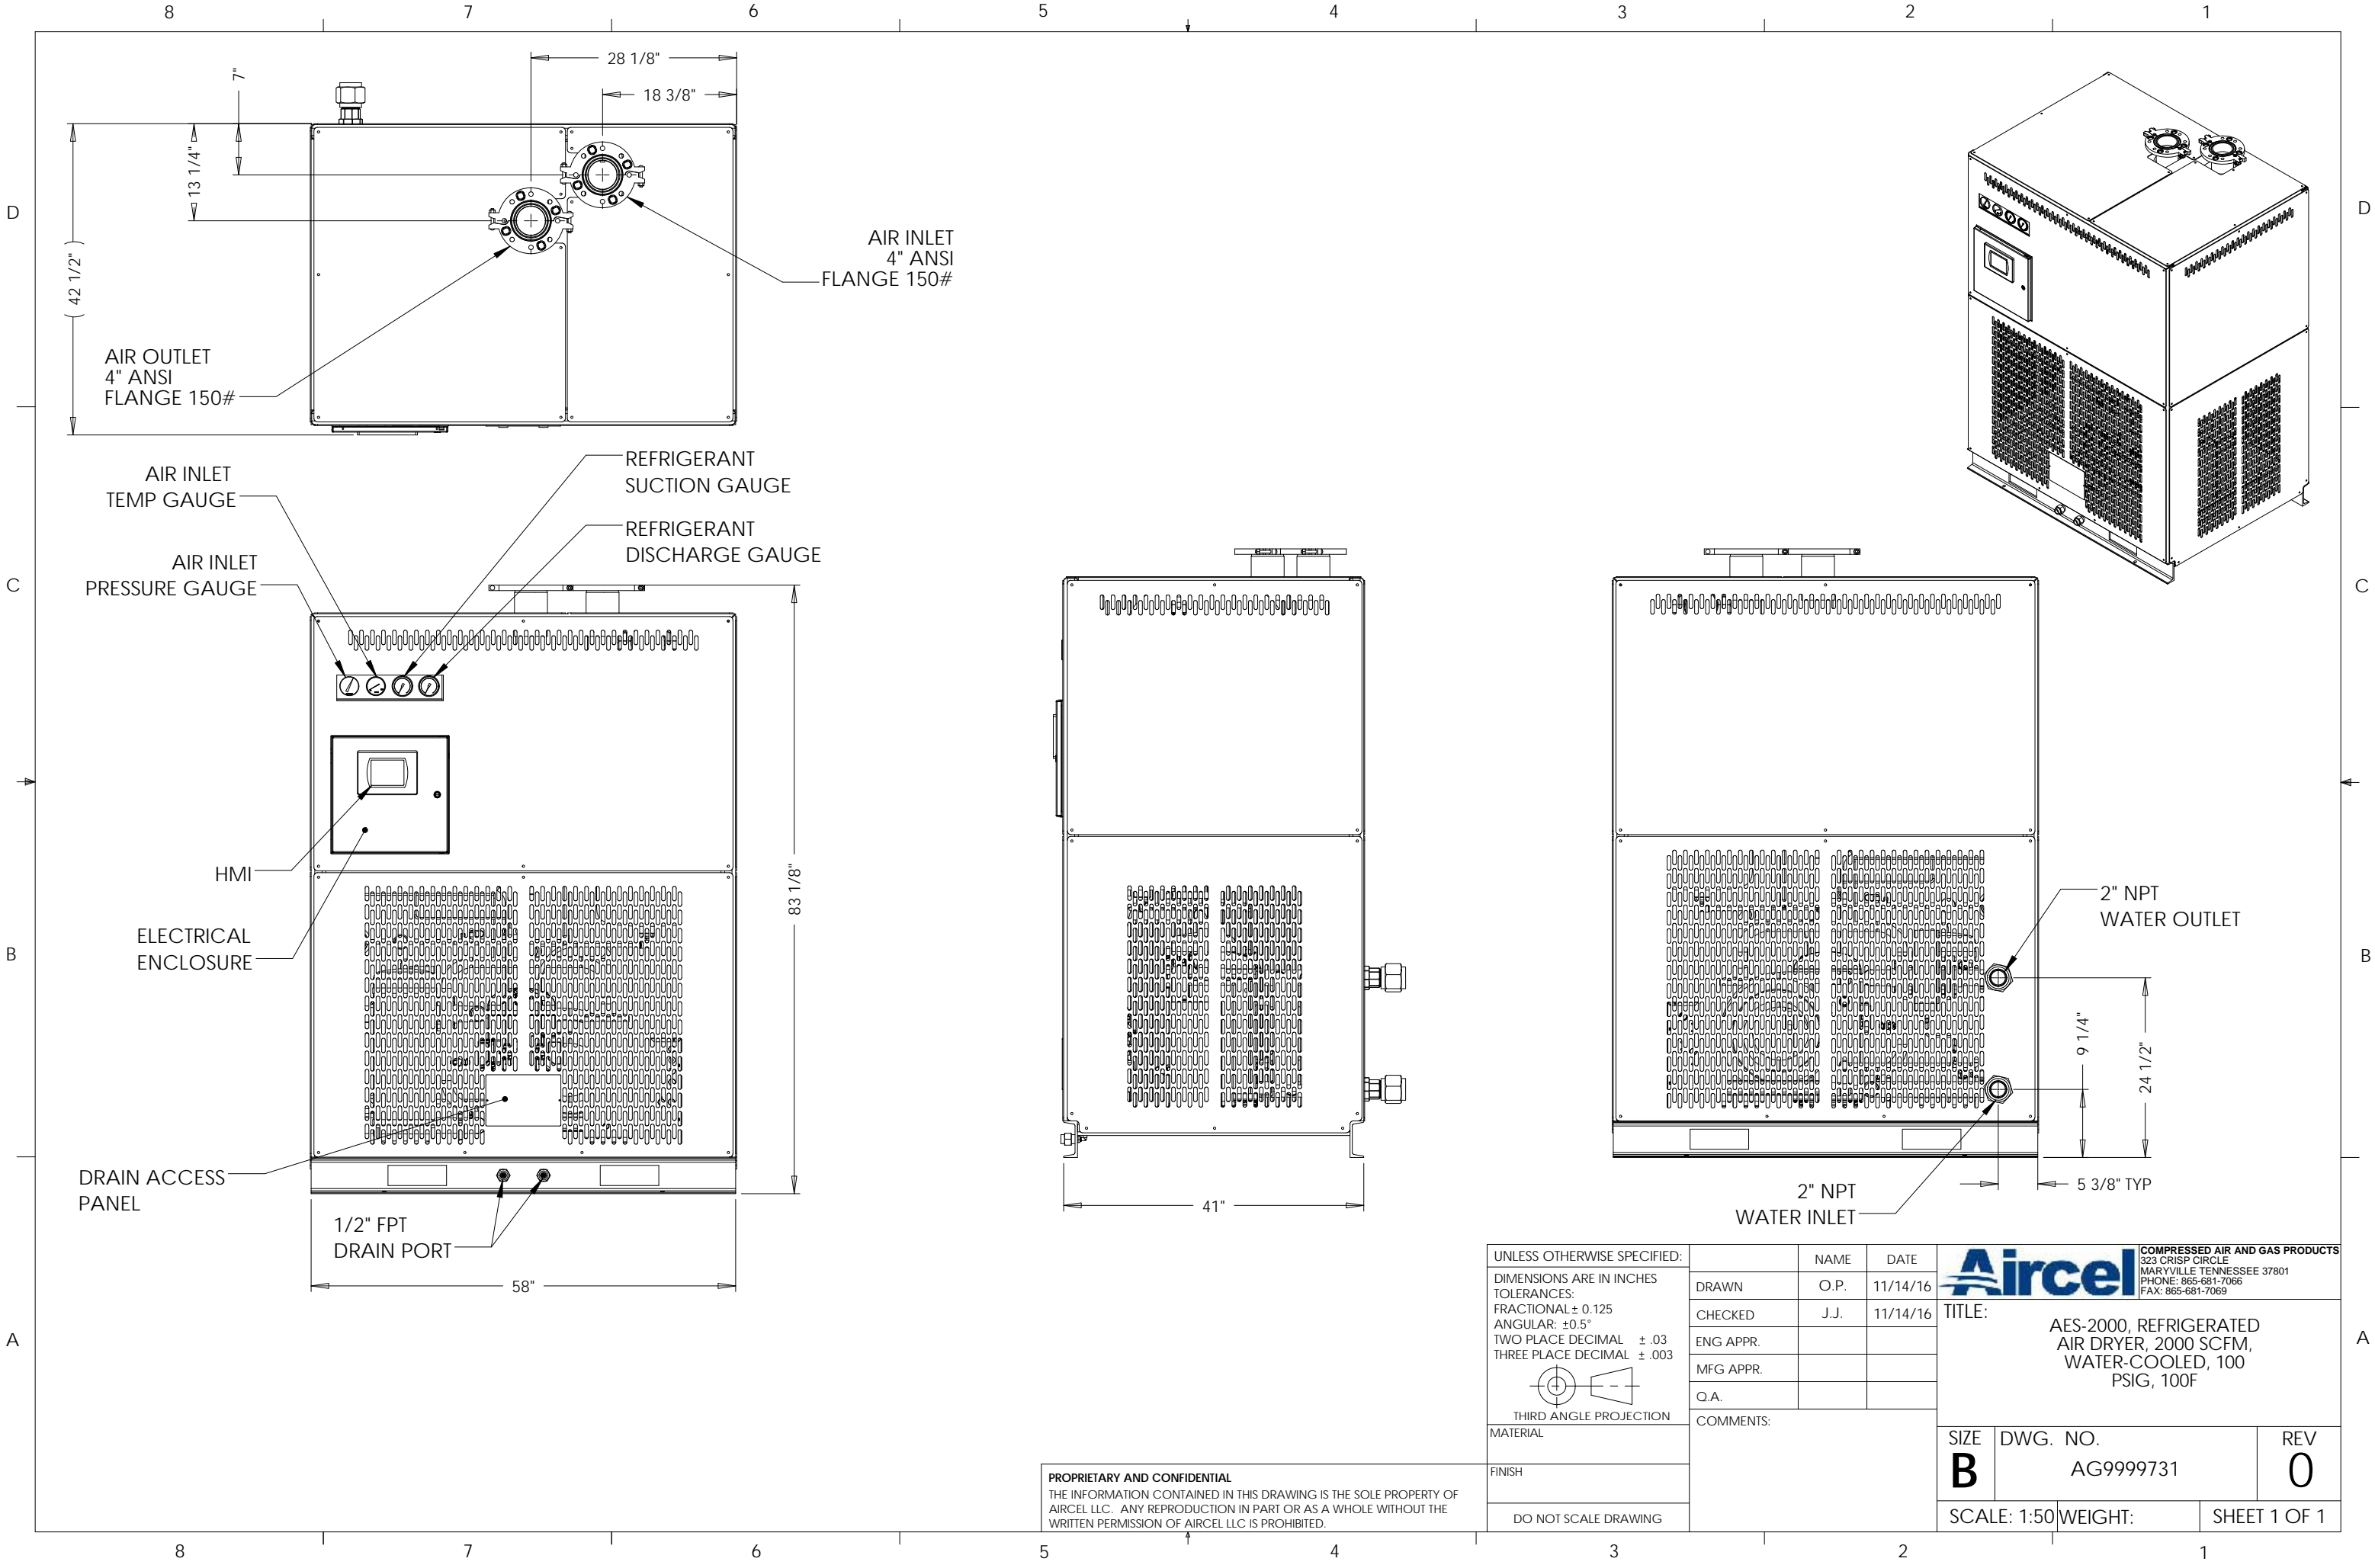 8 7 6 5 4 3 2 1
D
C
B
A
D
C
B
A
28 1/8"
18 3/8"
7"
13 1/4"
( 42 1/2" )
AIR INLET
4" ANSI
FLANGE 150#
AIR OUTLET
4" ANSI
FLANGE 150#
AIR INLET
TEMP GAUGE
AIR INLET
PRESSURE GAUGE
REFRIGERANT
SUCTION GAUGE
REFRIGERANT
DISCHARGE GAUGE
HMI
ELECTRICAL
ENCLOSURE
DRAIN ACCESS
PANEL
1/2" FPT
DRAIN PORT
58"
83 1/8"
41"
2" NPT
WATER OUTLET
9 1/4"
24 1/2"
5 3/8" TYP
2" NPT
WATER INLET
UNLESS OTHERWISE SPECIFIED:
DIMENSIONS ARE IN INCHES
TOLERANCES:
FRACTIONAL ± 0.125
ANGULAR: ±0.5°
TWO PLACE DECIMAL ± .03
THREE PLACE DECIMAL ± .003
THIRD ANGLE PROJECTION
MATERIAL
FINISH
DO NOT SCALE DRAWING
NAME DATE
DRAWN O.P. 11/14/16
CHECKED J.J. 11/14/16
ENG APPR.
MFG APPR.
Q.A.
COMMENTS:
Aircel
COMPRESSED AIR AND GAS PRODUCTS
323 CRISP CIRCLE
MARYVILLE TENNESSEE 37801
PHONE: 865-681-7066
FAX: 865-681-7069
TITLE:
AES-2000, REFRIGERATED
AIR DRYER, 2000 SCFM,
WATER-COOLED, 100
PSIG, 100F
SIZE
B
DWG. NO.
AG9999731
REV
0
SCALE: 1:50 WEIGHT: SHEET 1 OF 1
PROPRIETARY AND CONFIDENTIAL
THE INFORMATION CONTAINED IN THIS DRAWING IS THE SOLE PROPERTY OF
AIRCEL LLC. ANY REPRODUCTION IN PART OR AS A WHOLE WITHOUT THE
WRITTEN PERMISSION OF AIRCEL LLC IS PROHIBITED.
8 7 6 5 4 3 2 1